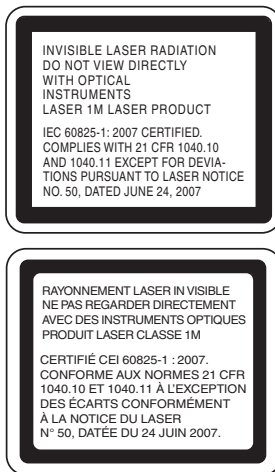 INVISIBLE LASER RADIATION
DO NOT VIEW DIRECTLY
WITH OPTICAL
INSTRUMENTS
LASER 1M LASER PRODUCT
IEC 60825-1: 2007 CERTIFIED.
COMPLIES WITH 21 CFR 1040.10
AND 1040.11 EXCEPT FOR DEVIA-
TIONS PURSUANT TO LASER NOTICE
NO. 50, DATED JUNE 24, 2007
RAYONNEMENT LASER IN VISIBLE
NE PAS REGARDER DIRECTEMENT
AVEC DES INSTRUMENTS OPTIQUES
PRODUIT LASER CLASSE 1M
CERTIFIÉ CEI 60825-1 : 2007.
CONFORME AUX NORMES 21 CFR
1040.10 ET 1040.11 À L'EXCEPTION
DES ÉCARTS CONFORMÉMENT
À LA NOTICE DU LASER
N° 50, DATÉE DU 24 JUIN 2007.